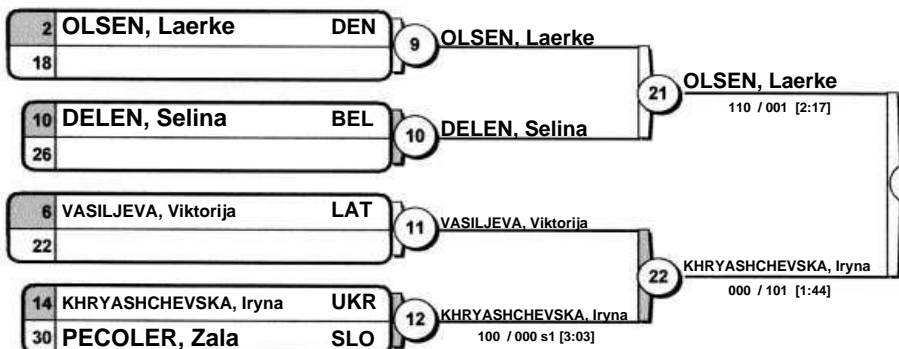 2 OLSEN, Laerke DEN
18
9
OLSEN, Laerke
10 DELEN, Selina BEL
26
10
DELEN, Selina
21
OLSEN, Laerke
110 / 001 [2:17]
6 VASILJEVA, Viktorija LAT
22
11
VASILJEVA, Viktorija
14 KHRYASHCHEVSKA, Iryna UKR
30 PECOLER, Zala SLO
12
KHRYASHCHEVSKA, Iryna
100 / 000 s1 [3:03]
22
KHRYASHCHEVSKA, Iryna
000 / 101 [1:44]